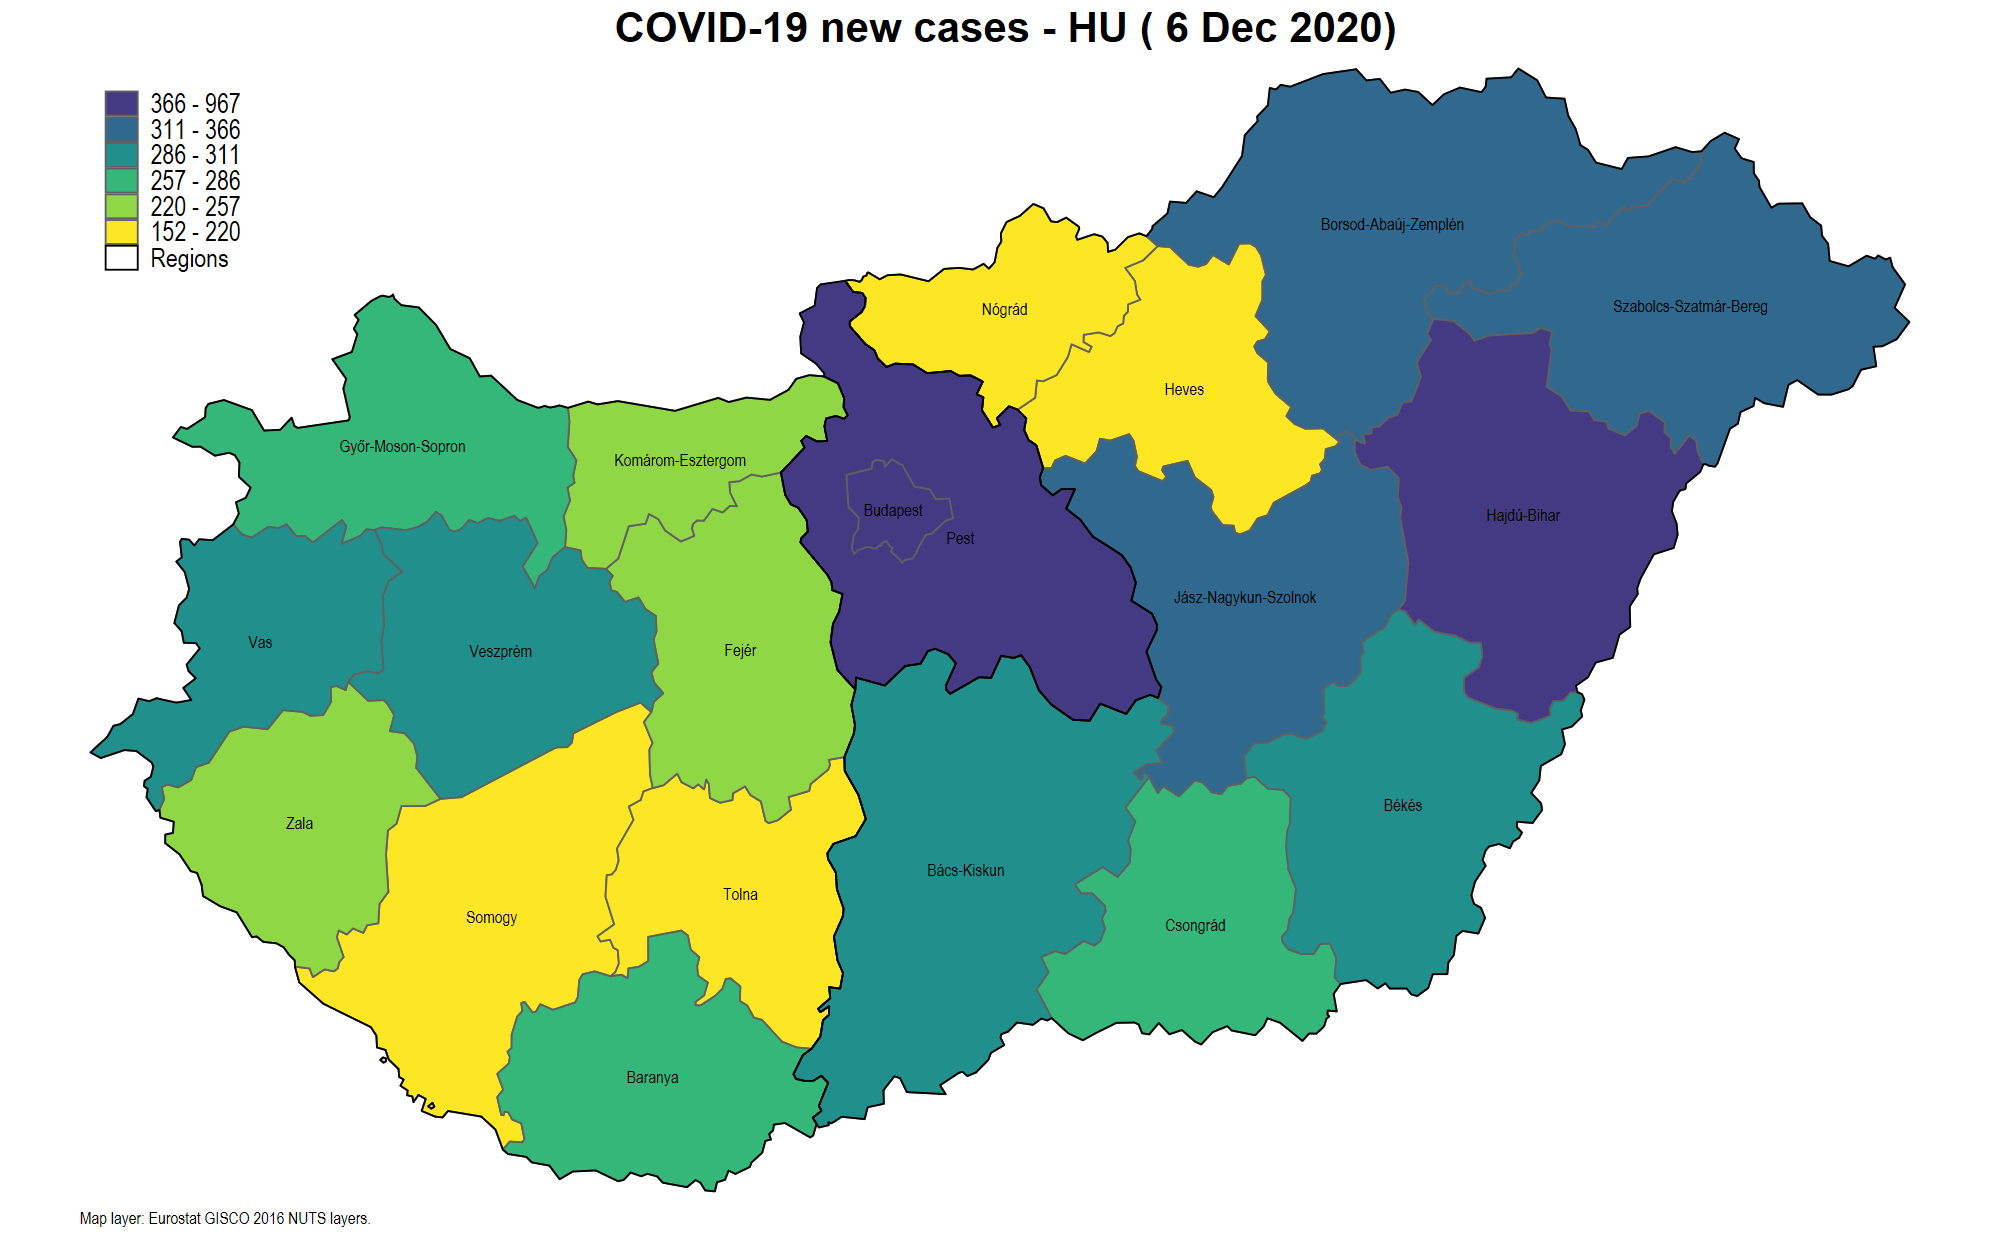 COVID-19 new cases - HU ( 6 Dec 2020)
366 - 967
311 - 366
286 - 311
257 - 286
220 - 257
152 - 220
Regions
Borsod-Abaúj-Zemplén
Szabolcs-Szatmár-Bereg
Nógrád
Heves
Győr-Moson-Sopron
Komárom-Esztergom
Budapest
Pest
Hajdú-Bihar
Jász-Nagykun-Szolnok
Vas
Veszprém
Fejér
Zala
Békés
Bács-Kiskun
Tolna
Somogy
Csongrád
Baranya
Map layer: Eurostat GISCO 2016 NUTS layers.